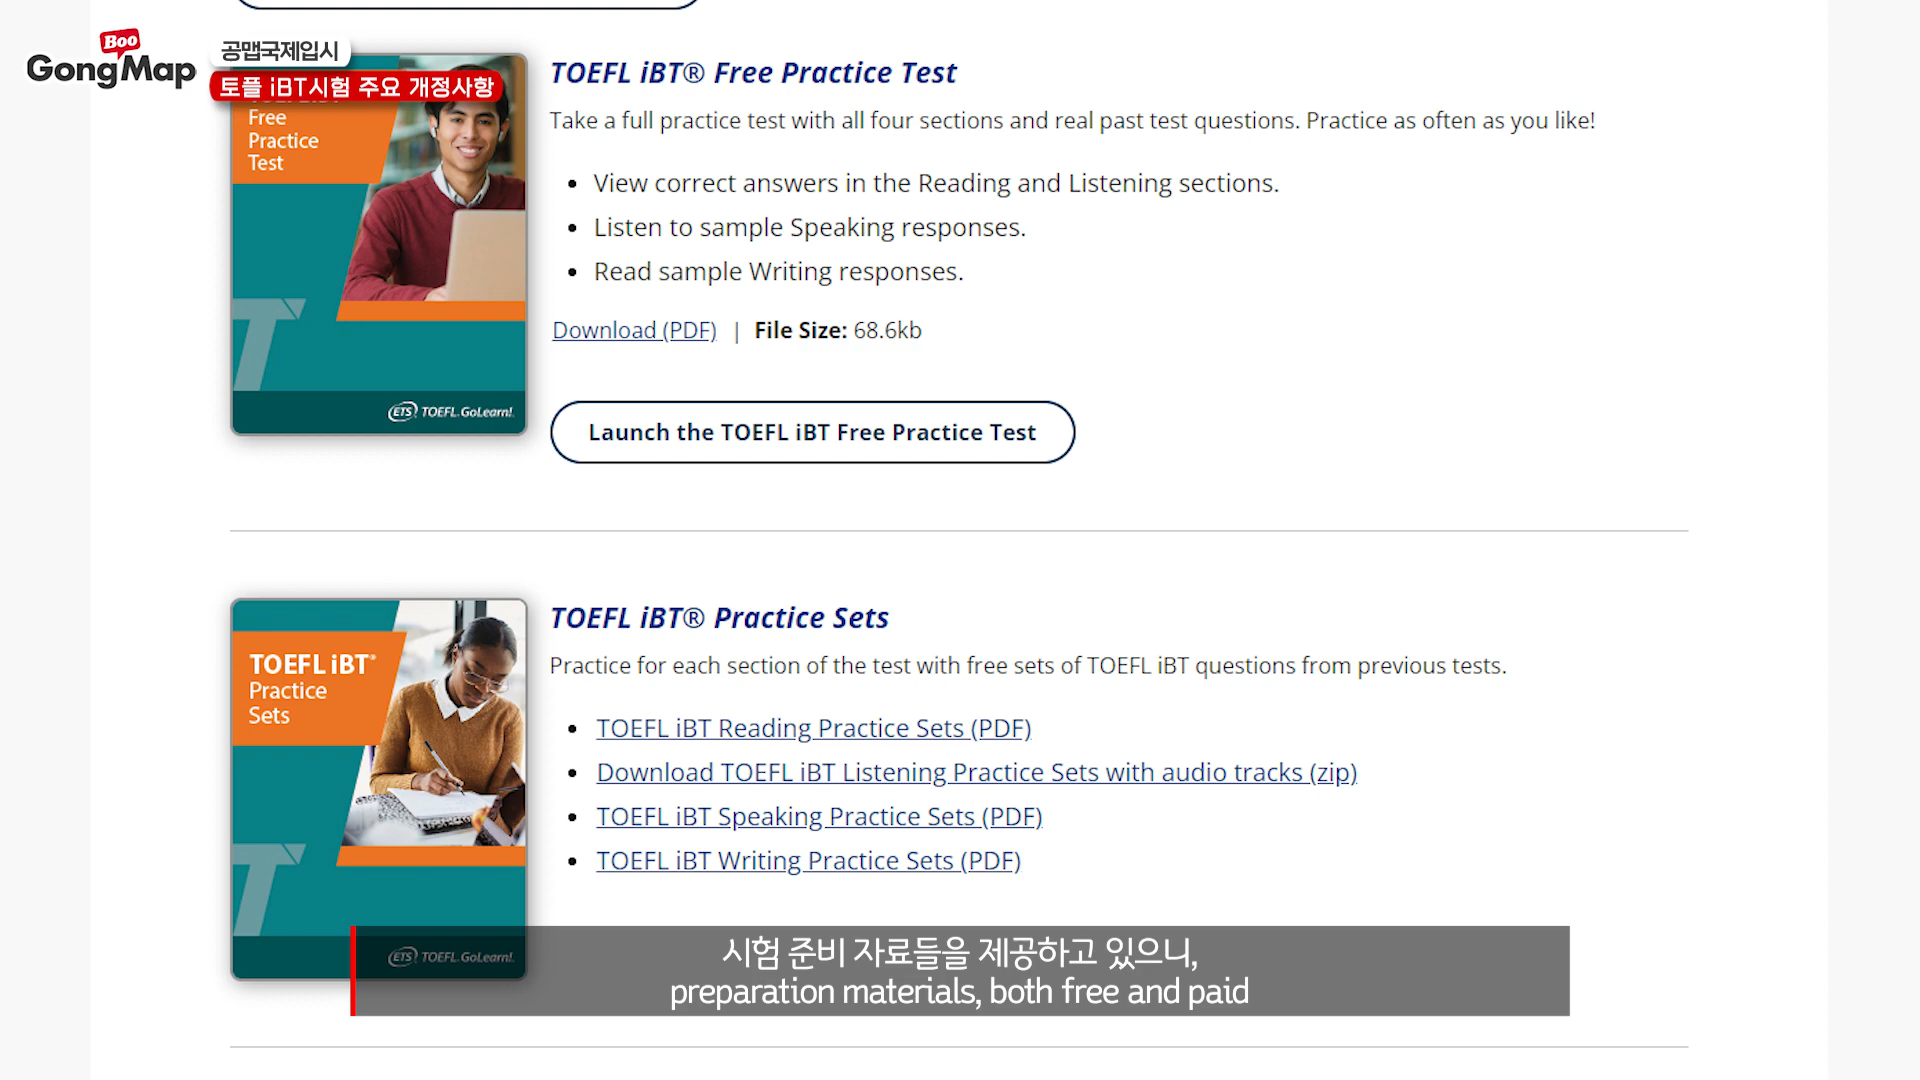 Boo
GongMap
공맵국제입시
토플 iBT시험 주요 개정사항
Free
Practice
Test
ETS TOEFL. GoLearn!
TOEFL iBT® Free Practice Test
Take a full practice test with all four sections and real past test questions. Practice as often as you like!
• View correct answers in the Reading and Listening sections.
• Listen to sample Speaking responses.
• Read sample Writing responses.
Download (PDF) | File Size: 68.6kb
Launch the TOEFL iBT Free Practice Test
TOEFL iBT®
Practice
Sets
ETS TOEFL. GoLearn!
TOEFL iBT® Practice Sets
Practice for each section of the test with free sets of TOEFL iBT questions from previous tests.
• TOEFL iBT Reading Practice Sets (PDF)
• Download TOEFL iBT Listening Practice Sets with audio tracks (zip)
• TOEFL iBT Speaking Practice Sets (PDF)
• TOEFL iBT Writing Practice Sets (PDF)
시험 준비 자료들을 제공하고 있으니,
preparation materials, both free and paid